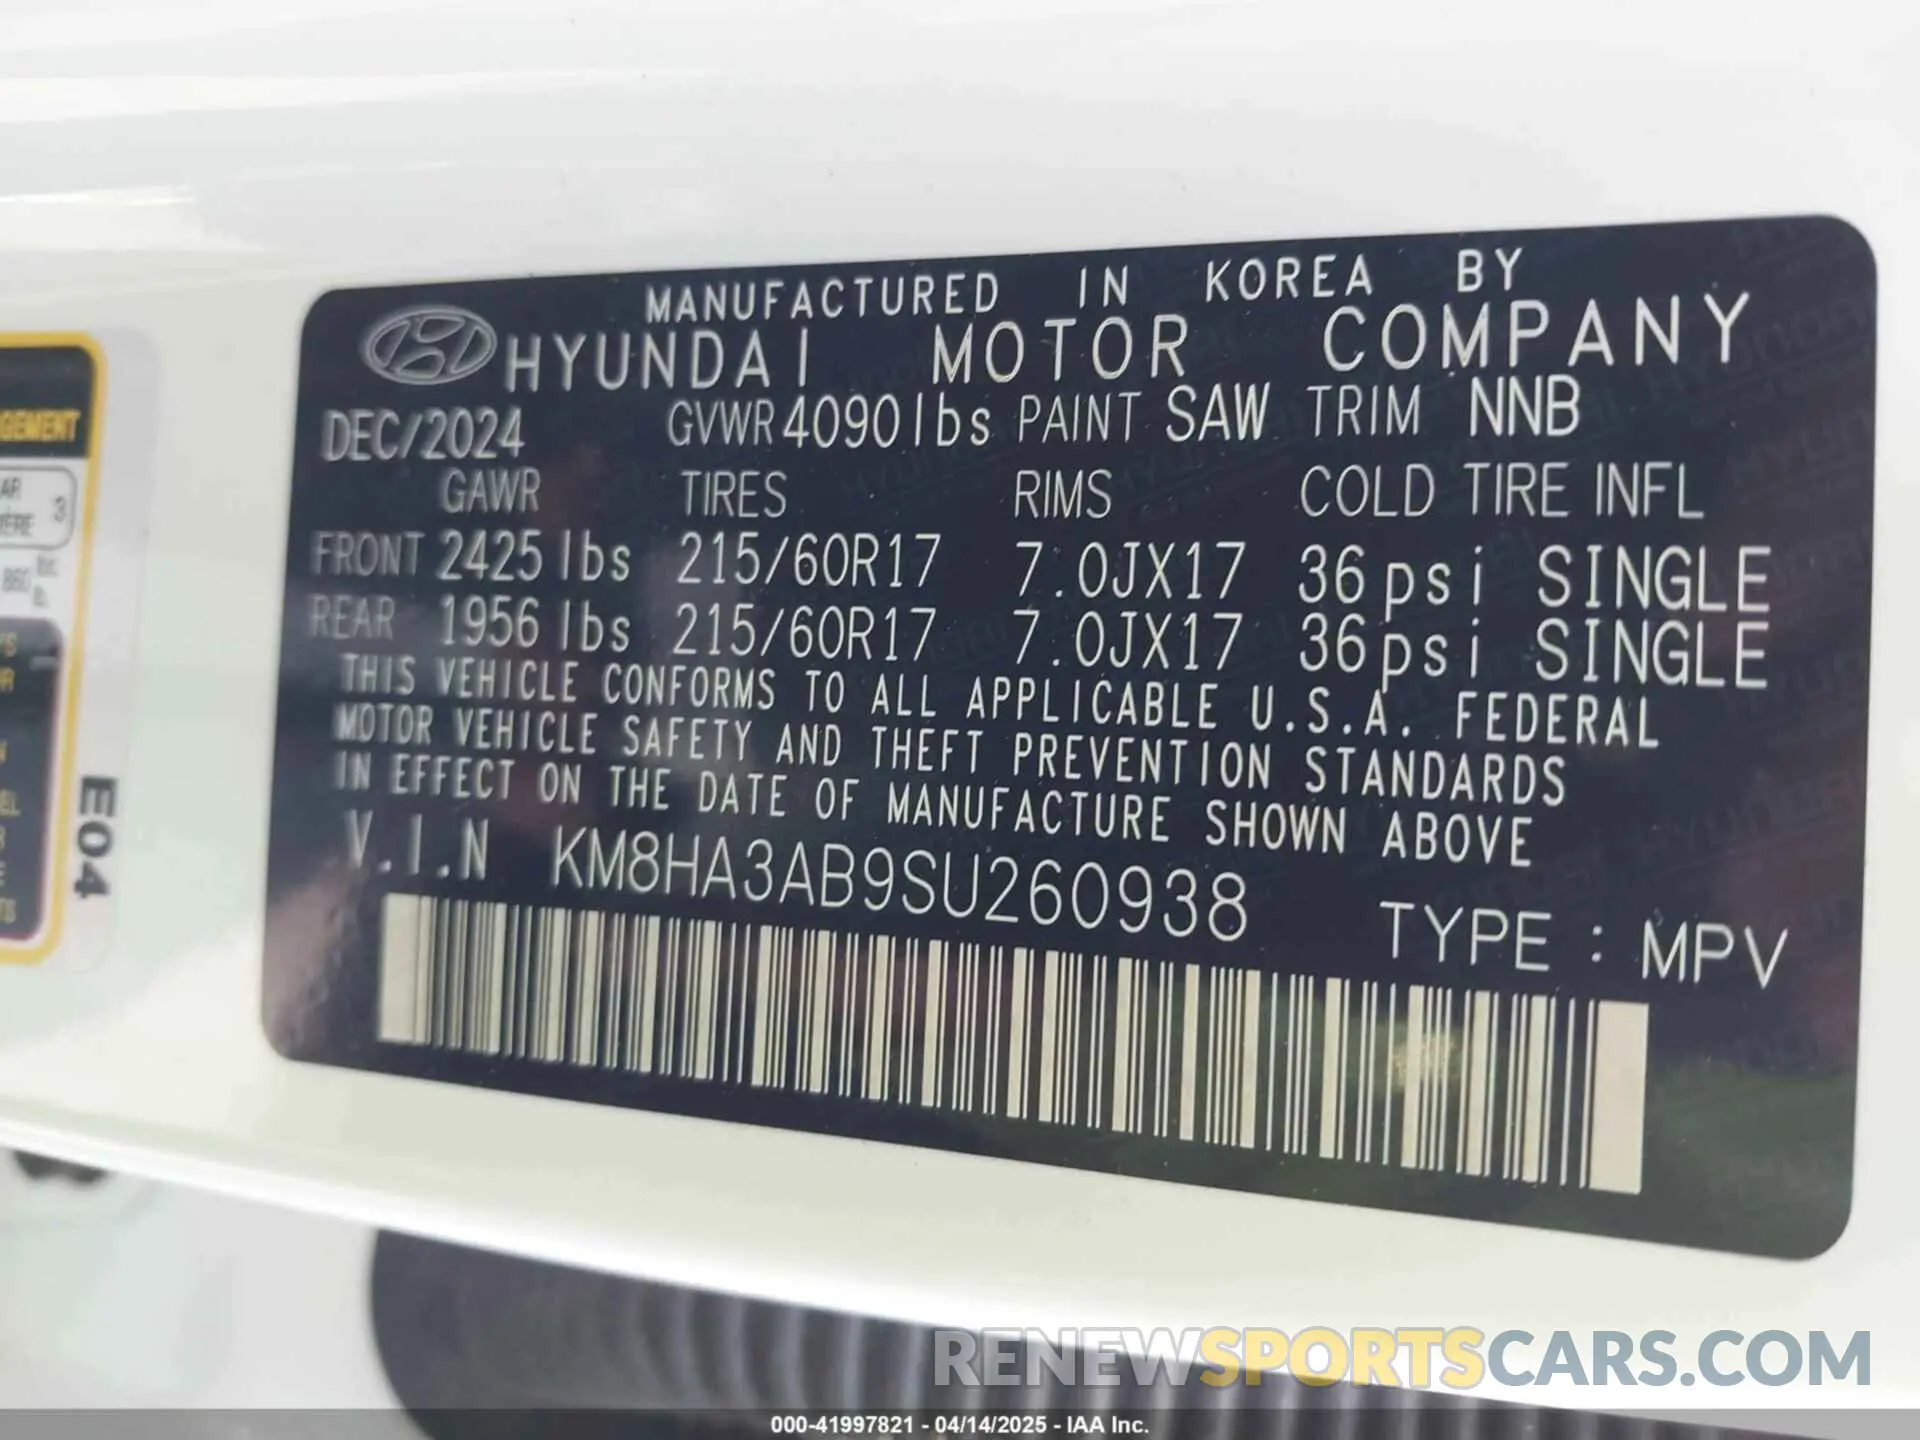 MANUFACTURED IN KOREA BY
HYUNDAI MOTOR COMPANY
DEC/2024 GVWR 4090 lbs PAINT SAW TRIM NNB
GAWR TIRES RIMS COLD TIRE INFL
FRONT 2425 lbs 215/60R17 7.0JX17 36 psi SINGLE
REAR 1956 lbs 215/60R17 7.0JX17 36 psi SINGLE
THIS VEHICLE CONFORMS TO ALL APPLICABLE U.S.A. FEDERAL
MOTOR VEHICLE SAFETY AND THEFT PREVENTION STANDARDS
IN EFFECT ON THE DATE OF MANUFACTURE SHOWN ABOVE
V.I.N KM8HA3AB9SU260938
TYPE : MPV
3
860
E04
RENEWSPORTSCARS.COM
000-41997821 - 04/14/2025 - IAA Inc.